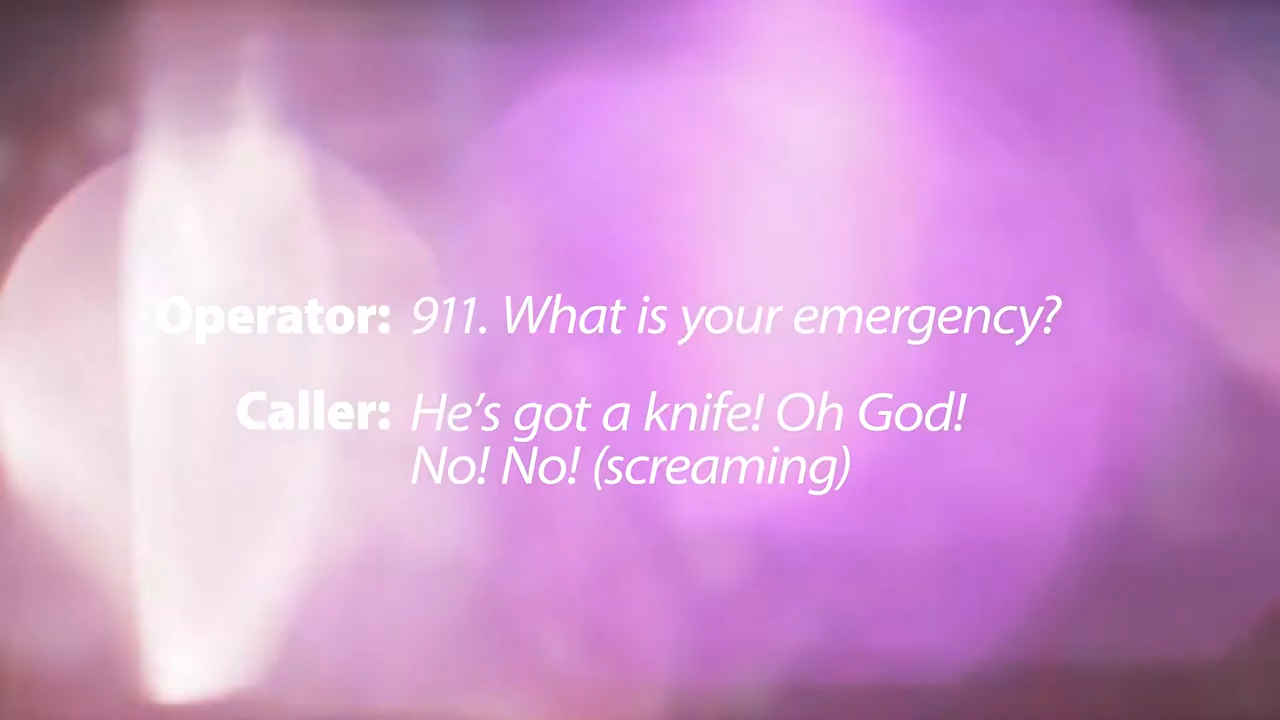 Operator: 911. What is your emergency?
Caller: He’s got a knife! Oh God!
No! No! (screaming)